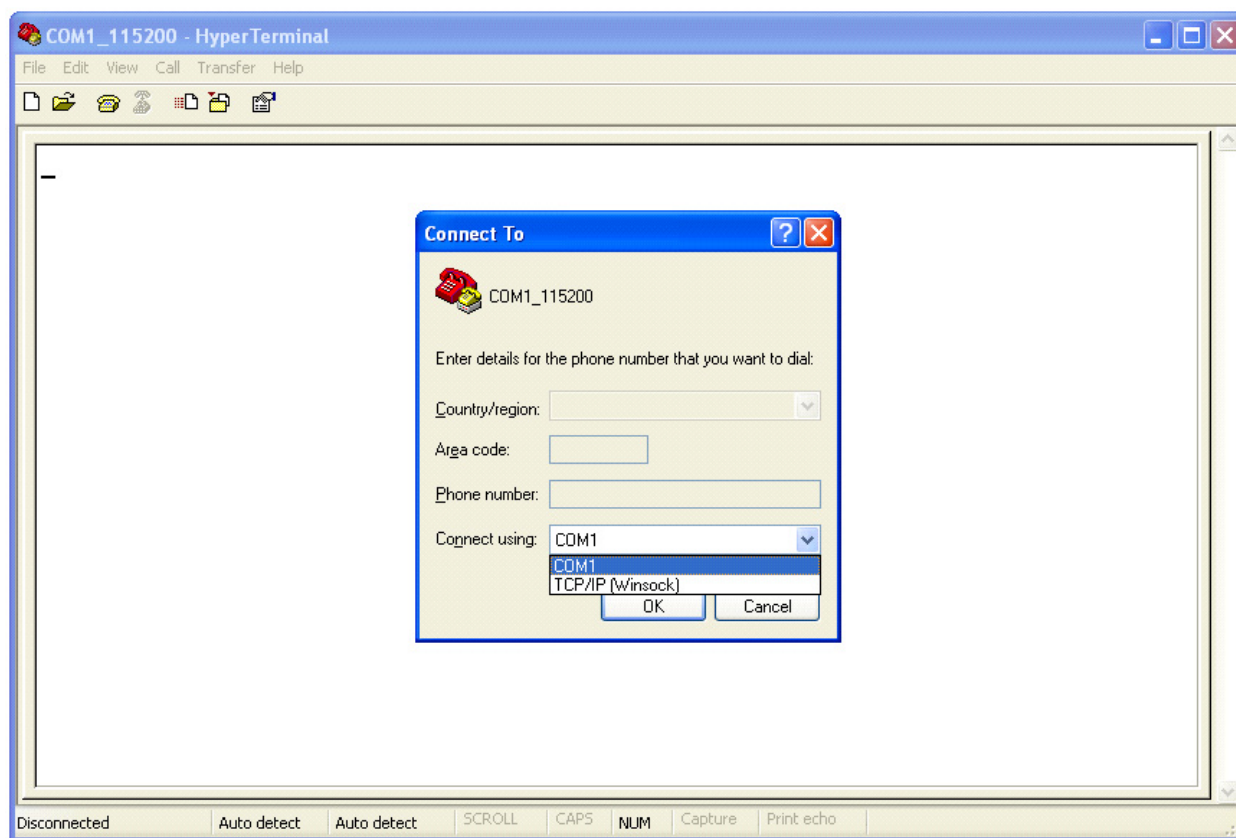 COM1_115200 - HyperTerminal
File Edit View Call Transfer Help
Connect To
?
COM1_115200
Enter details for the phone number that you want to dial:
Country/region:
Area code:
Phone number:
Connect using: COM1
COM1
TCP/IP (Winsock)
OK Cancel
Disconnected Auto detect Auto detect SCROLL CAPS NUM Capture Print echo